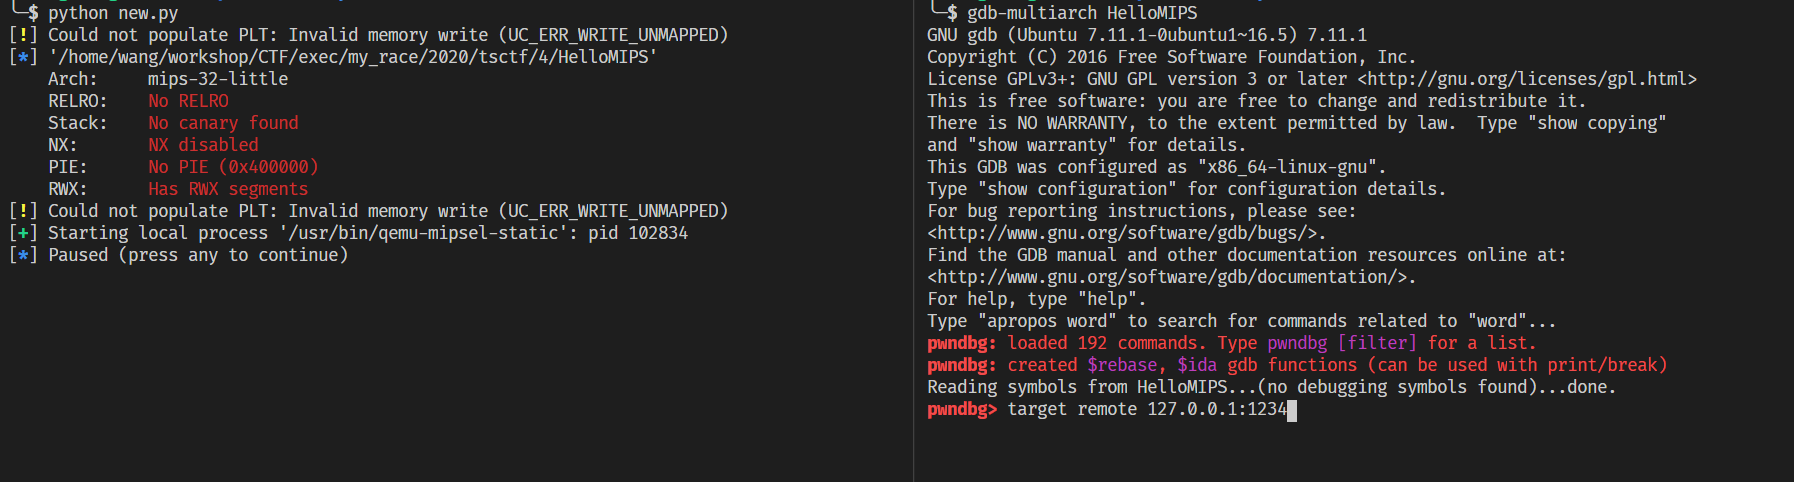 ╰─$ python new.py
[!] Could not populate PLT: Invalid memory write (UC_ERR_WRITE_UNMAPPED)
[*] '/home/wang/workshop/CTF/exec/my_race/2020/tsctf/4/HelloMIPS'
    Arch:     mips-32-little
    RELRO:    No RELRO
    Stack:    No canary found
    NX:       NX disabled
    PIE:      No PIE (0x400000)
    RWX:      Has RWX segments
[!] Could not populate PLT: Invalid memory write (UC_ERR_WRITE_UNMAPPED)
[+] Starting local process '/usr/bin/qemu-mipsel-static': pid 102834
[*] Paused (press any to continue)
╰─$ gdb-multiarch HelloMIPS
GNU gdb (Ubuntu 7.11.1-0ubuntu1~16.5) 7.11.1
Copyright (C) 2016 Free Software Foundation, Inc.
License GPLv3+: GNU GPL version 3 or later <http://gnu.org/licenses/gpl.html>
This is free software: you are free to change and redistribute it.
There is NO WARRANTY, to the extent permitted by law.  Type "show copying"
and "show warranty" for details.
This GDB was configured as "x86_64-linux-gnu".
Type "show configuration" for configuration details.
For bug reporting instructions, please see:
<http://www.gnu.org/software/gdb/bugs/>.
Find the GDB manual and other documentation resources online at:
<http://www.gnu.org/software/gdb/documentation/>.
For help, type "help".
Type "apropos word" to search for commands related to "word"...
pwndbg: loaded 192 commands. Type pwndbg [filter] for a list.
pwndbg: created $rebase, $ida gdb functions (can be used with print/break)
Reading symbols from HelloMIPS...(no debugging symbols found)...done.
pwndbg> target remote 127.0.0.1:1234